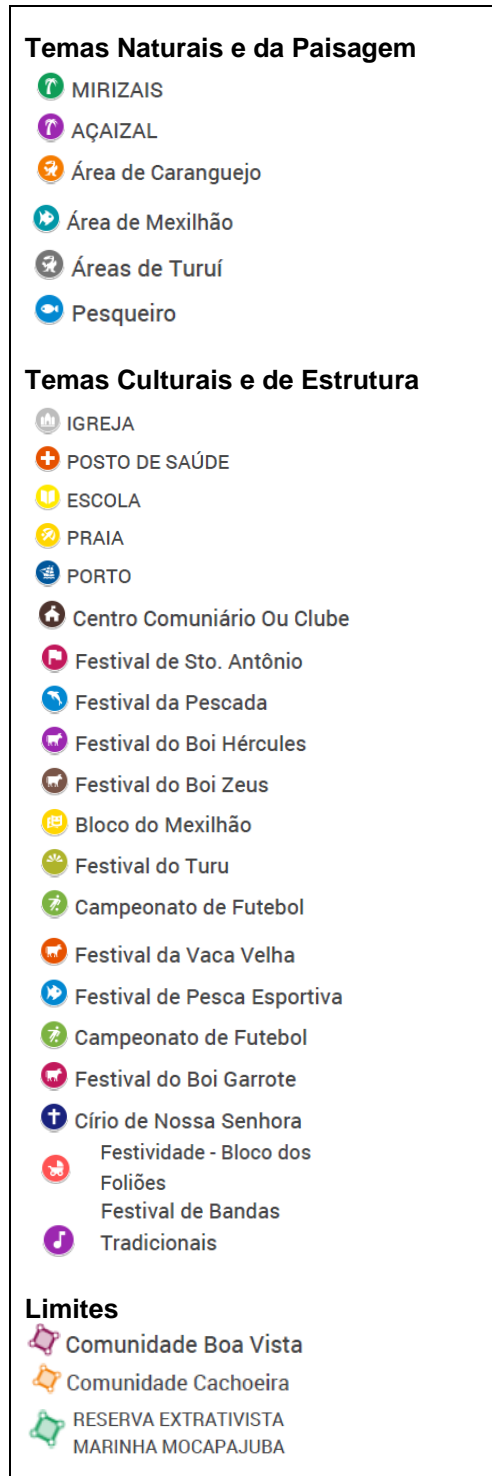 Temas Naturais e da Paisagem
MIRIZAIS
AÇAIZAL
Área de Caranguejo
Área de Mexilhão
Áreas de Turuí
Pesqueiro
Temas Culturais e de Estrutura
IGREJA
POSTO DE SAÚDE
ESCOLA
PRAIA
PORTO
Centro Comuniário Ou Clube
Festival de Sto. Antônio
Festival da Pescada
Festival do Boi Hércules
Festival do Boi Zeus
Bloco do Mexilhão
Festival do Turu
Campeonato de Futebol
Festival da Vaca Velha
Festival de Pesca Esportiva
Campeonato de Futebol
Festival do Boi Garrote
Círio de Nossa Senhora
Festividade - Bloco dos
Foliões
Festival de Bandas
Tradicionais
Limites
Comunidade Boa Vista
Comunidade Cachoeira
RESERVA EXTRATIVISTA
MARINHA MOCAPAJUBA